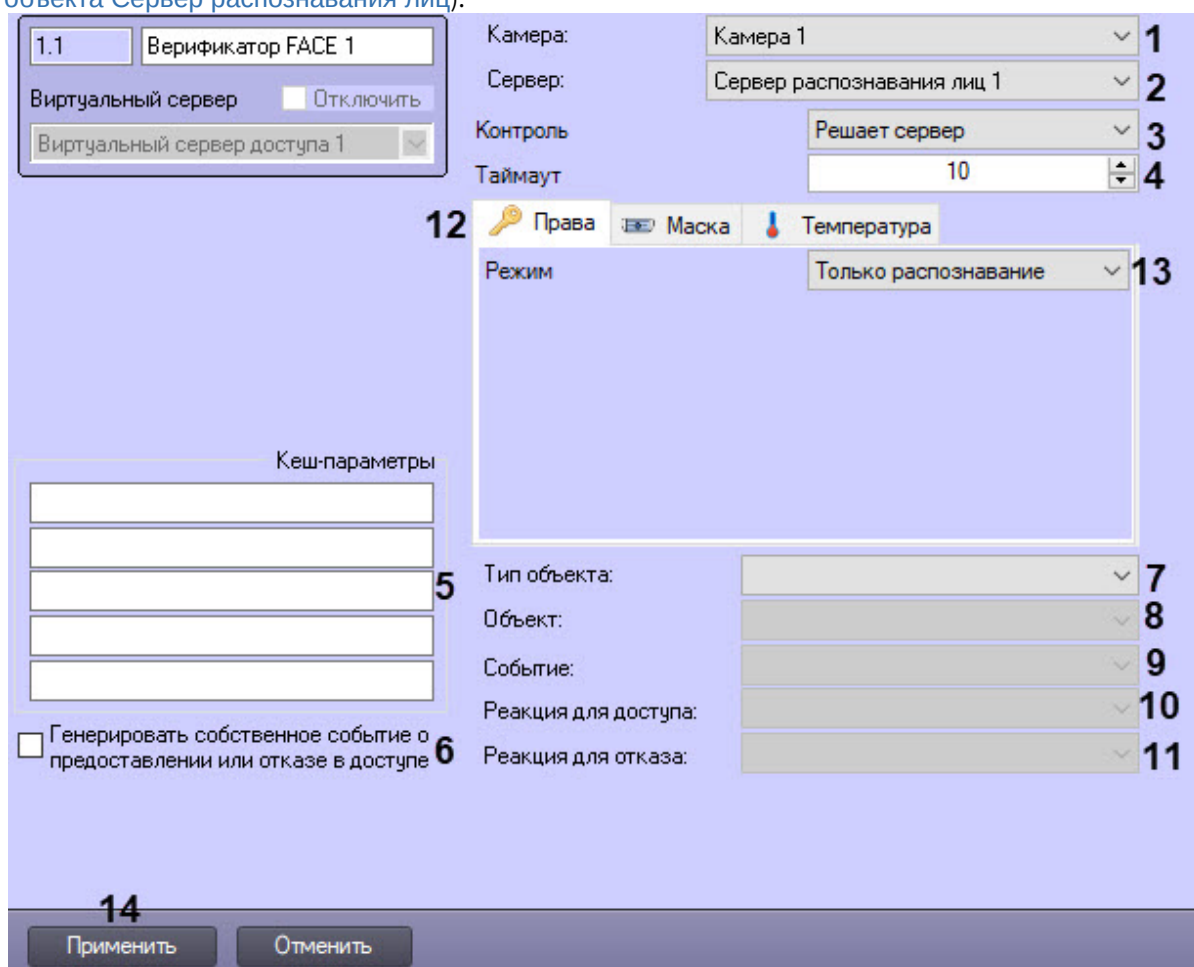 объекта Сервер распознавания лиц).
1.1 Верификатор FACE 1
Виртуальный сервер Отключить
Виртуальный сервер доступа 1
Камера: Камера 1 1
Сервер: Сервер распознавания лиц 1 2
Контроль Решает сервер 3
Таймаут 10 4
12 Права Маска Температура
Режим Только распознавание 13
Кеш-параметры
5
Генерировать собственное событие о
предоставлении или отказе в доступе 6
Тип объекта: 7
Объект: 8
Событие: 9
Реакция для доступа: 10
Реакция для отказа: 11
14
Применить Отменить